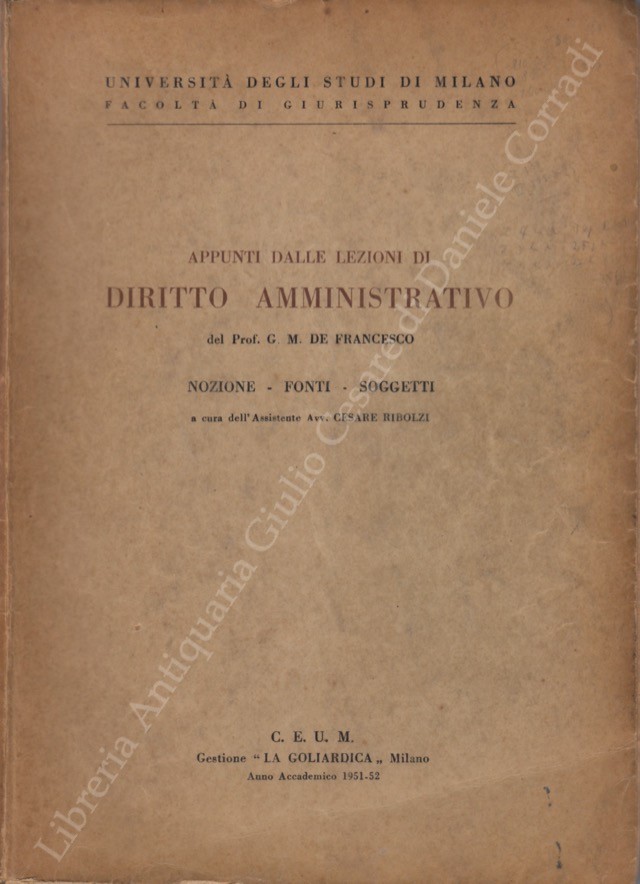 UNIVERSITÀ DEGLI STUDI DI MILANO
FACOLTÀ DI GIURISPRUDENZA
APPUNTI DALLE LEZIONI DI
DIRITTO AMMINISTRATIVO
del Prof. G. M. DE FRANCESCO
NOZIONE - FONTI - SOGGETTI
a cura dell'Assistente Avv. CESARE RIBOLZI
C. E. U. M.
Gestione “ LA GOLIARDICA „ Milano
Anno Accademico 1951-52
Libreria Antiquaria Giulio Cesare di Daniele Corradi